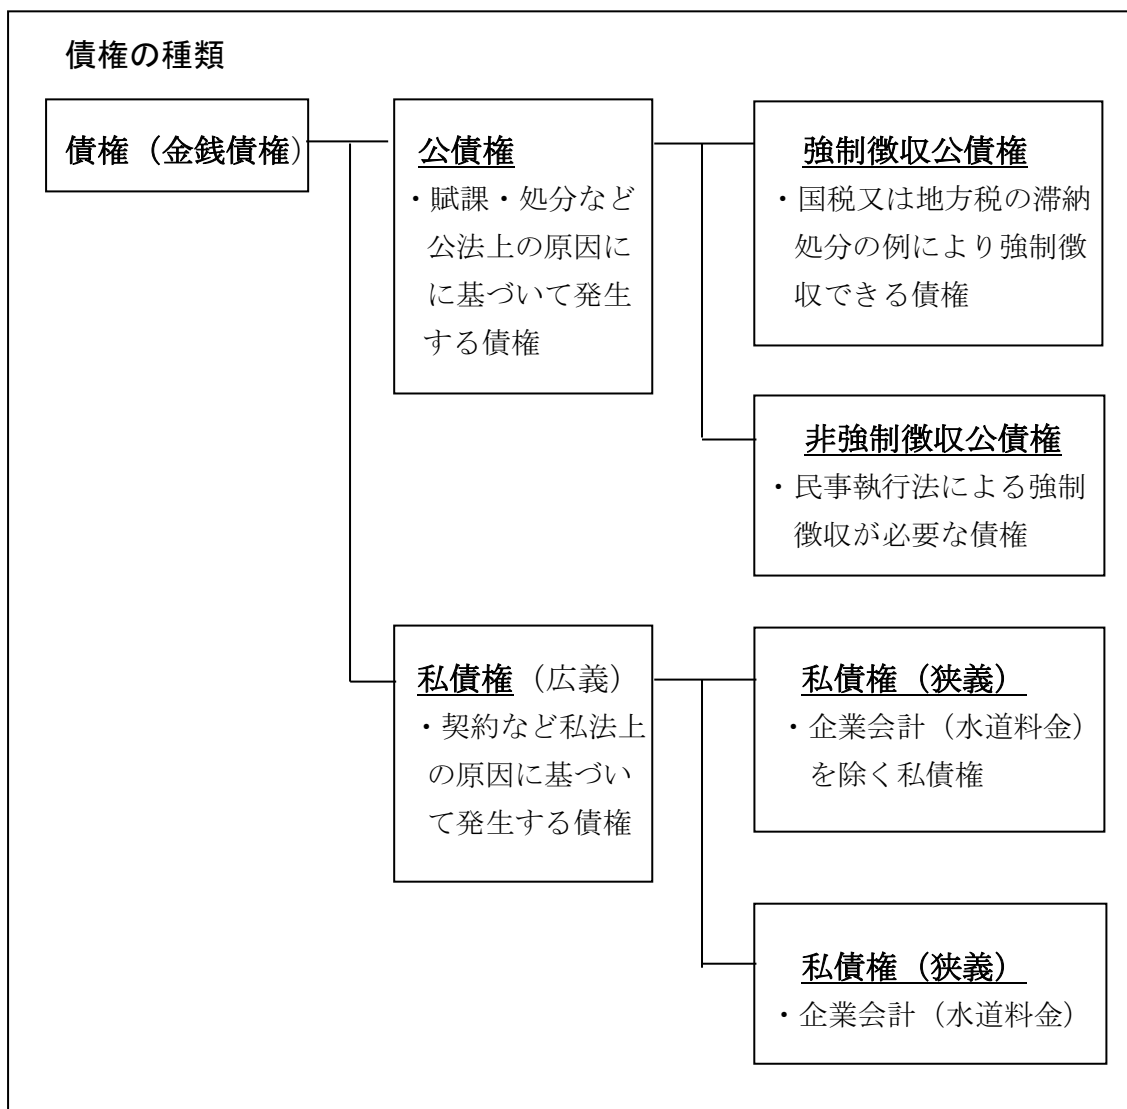 債権の種類
債権（金銭債権）
公債権
・賦課・処分など
公法上の原因に
に基づいて発生
する債権
強制徴収公債権
・国税又は地方税の滞納
処分の例により強制徴
収できる債権
非強制徴収公債権
・民事執行法による強制
徴収が必要な債権
私債権（広義）
・契約など私法上
の原因に基づい
て発生する債権
私債権（狭義）
・企業会計（水道料金）
を除く私債権
私債権（狭義）
・企業会計（水道料金）